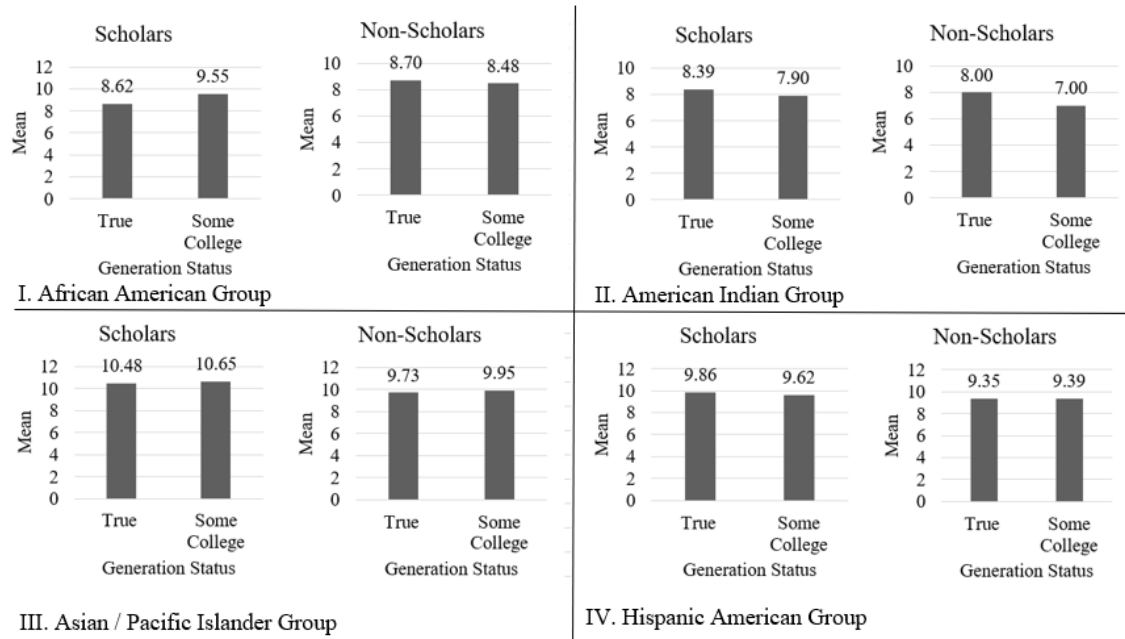 Scholars
12
10
8
6
4
2
0
Mean
8.62
9.55
True
Some
College
Generation Status
Non-Scholars
10
8
6
4
2
0
Mean
8.70
8.48
True
Some
College
Generation Status
I. African American Group
Scholars
10
8
6
4
2
0
Mean
8.39
7.90
True
Some
College
Generation Status
Non-Scholars
10
8
6
4
2
0
Mean
8.00
7.00
True
Some
College
Generation Status
II. American Indian Group
Scholars
12
10
8
6
4
2
0
Mean
10.48
10.65
True
Some
College
Generation Status
Non-Scholars
12
10
8
6
4
2
0
Mean
9.73
9.95
True
Some
College
Generation Status
III. Asian / Pacific Islander Group
Scholars
12
10
8
6
4
2
0
Mean
9.86
9.62
True
Some
College
Generation Status
Non-Scholars
12
10
8
6
4
2
0
Mean
9.35
9.39
True
Some
College
Generation Status
IV. Hispanic American Group